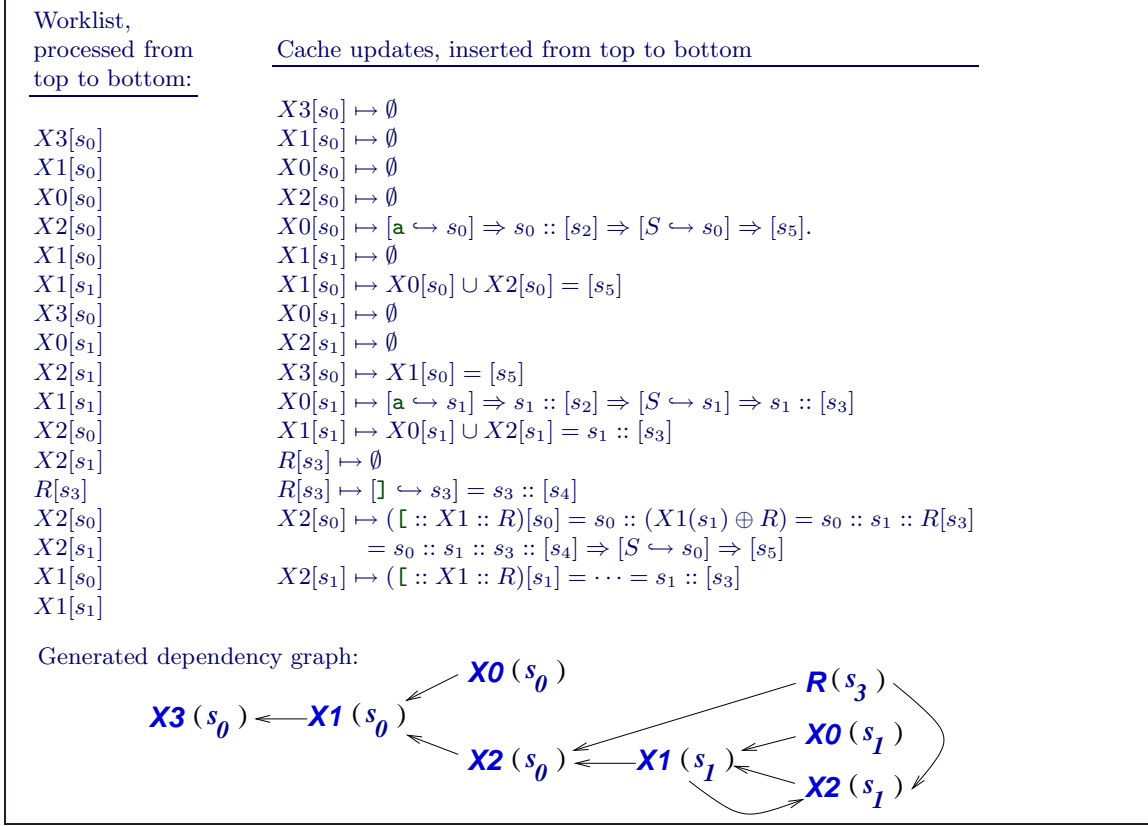 Worklist,
processed from
top to bottom:
Cache updates, inserted from top to bottom
X3[s₀] ↦ ∅
X3[s₀] X1[s₀] ↦ ∅
X1[s₀] X0[s₀] ↦ ∅
X0[s₀] X2[s₀] ↦ ∅
X2[s₀] X0[s₀] ↦ [a ↪ s₀] ⇒ s₀ :: [s₂] ⇒ [S ↪ s₀] ⇒ [s₅].
X1[s₀] X1[s₁] ↦ ∅
X1[s₁] X1[s₀] ↦ X0[s₀] ∪ X2[s₀] = [s₅]
X3[s₀] X0[s₁] ↦ ∅
X0[s₁] X2[s₁] ↦ ∅
X2[s₁] X3[s₀] ↦ X1[s₀] = [s₅]
X1[s₁] X0[s₁] ↦ [a ↪ s₁] ⇒ s₁ :: [s₂] ⇒ [S ↪ s₁] ⇒ s₁ :: [s₃]
X2[s₀] X1[s₁] ↦ X0[s₁] ∪ X2[s₁] = s₁ :: [s₃]
X2[s₁] R[s₃] ↦ ∅
R[s₃] R[s₃] ↦ [] ↪ s₃] = s₃ :: [s₄]
X2[s₀] X2[s₀] ↦ ([ :: X1 :: R)[s₀] = s₀ :: (X1(s₁) ⊕ R) = s₀ :: s₁ :: R[s₃]
X2[s₁] = s₀ :: s₁ :: s₃ :: [s₄] ⇒ [S ↪ s₀] ⇒ [s₅]
X1[s₀] X2[s₁] ↦ ([ :: X1 :: R)[s₁] = ⋯ = s₁ :: [s₃]
X1[s₁]
Generated dependency graph:
X0 (s₀)
R (s₃)
X3 (s₀) X1 (s₀)
X0 (s₁)
X2 (s₀) X1 (s₁)
X2 (s₁)